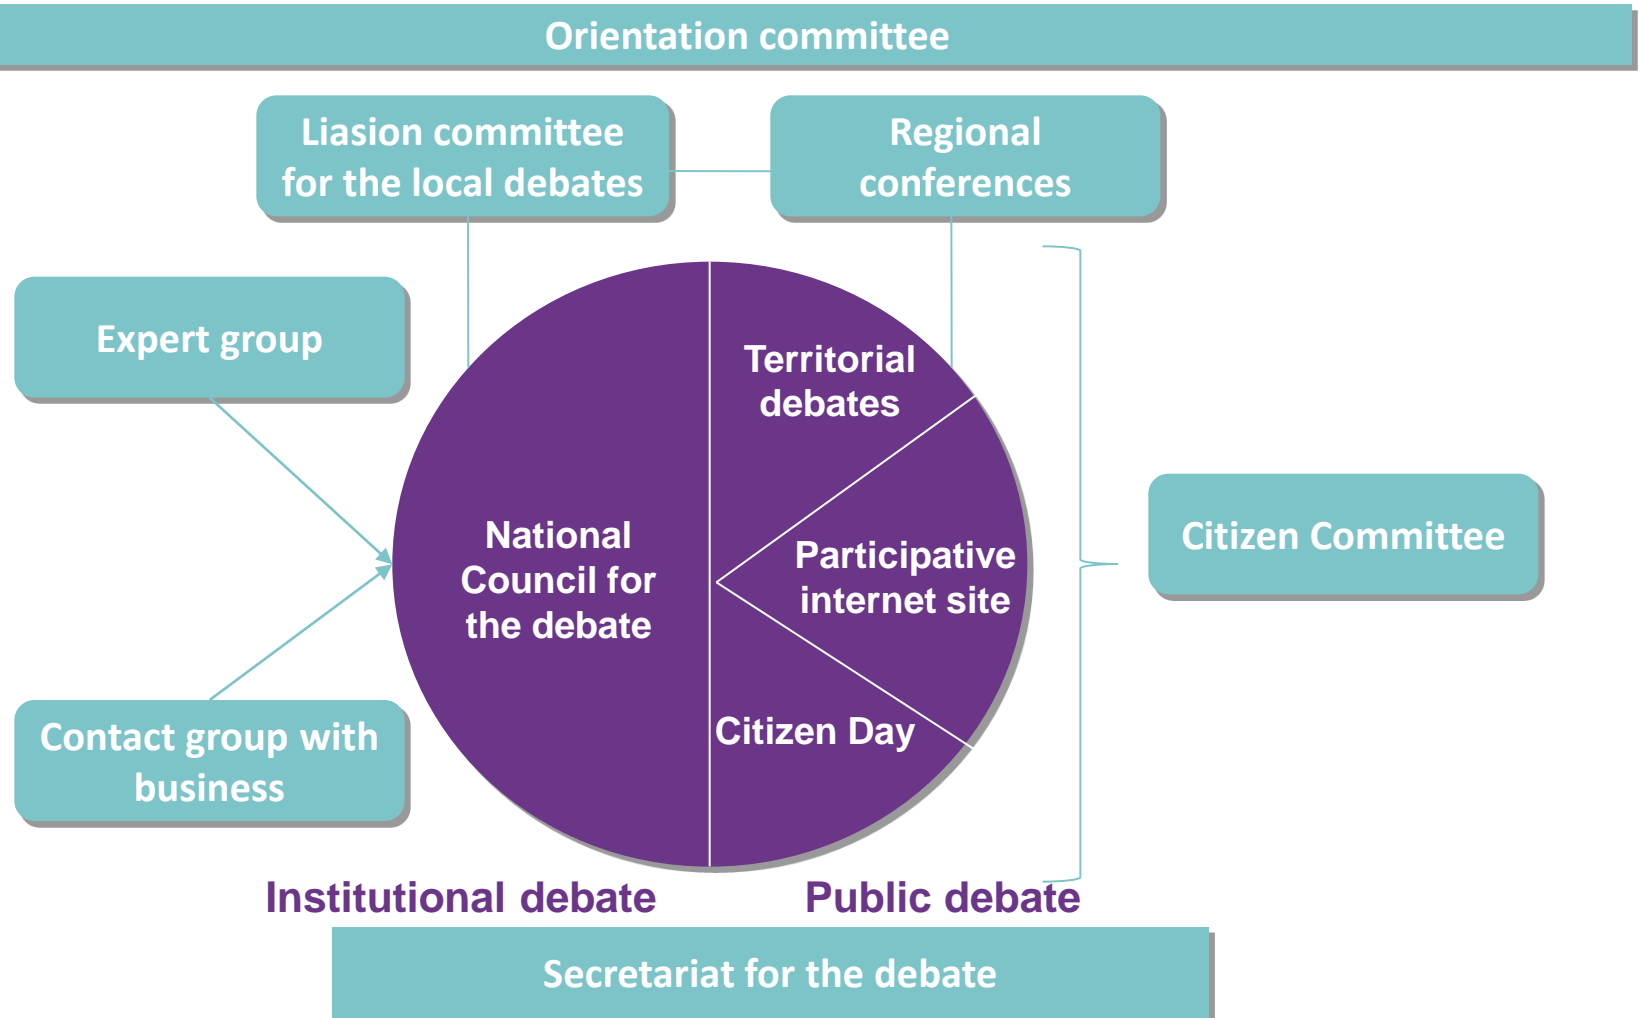 Orientation committee
Liasion committee
for the local debates
Regional
conferences
Expert group
Territorial
debates
National
Council for
the debate
Participative
internet site
Citizen Committee
Contact group with
business
Citizen Day
Institutional debate
Public debate
Secretariat for the debate